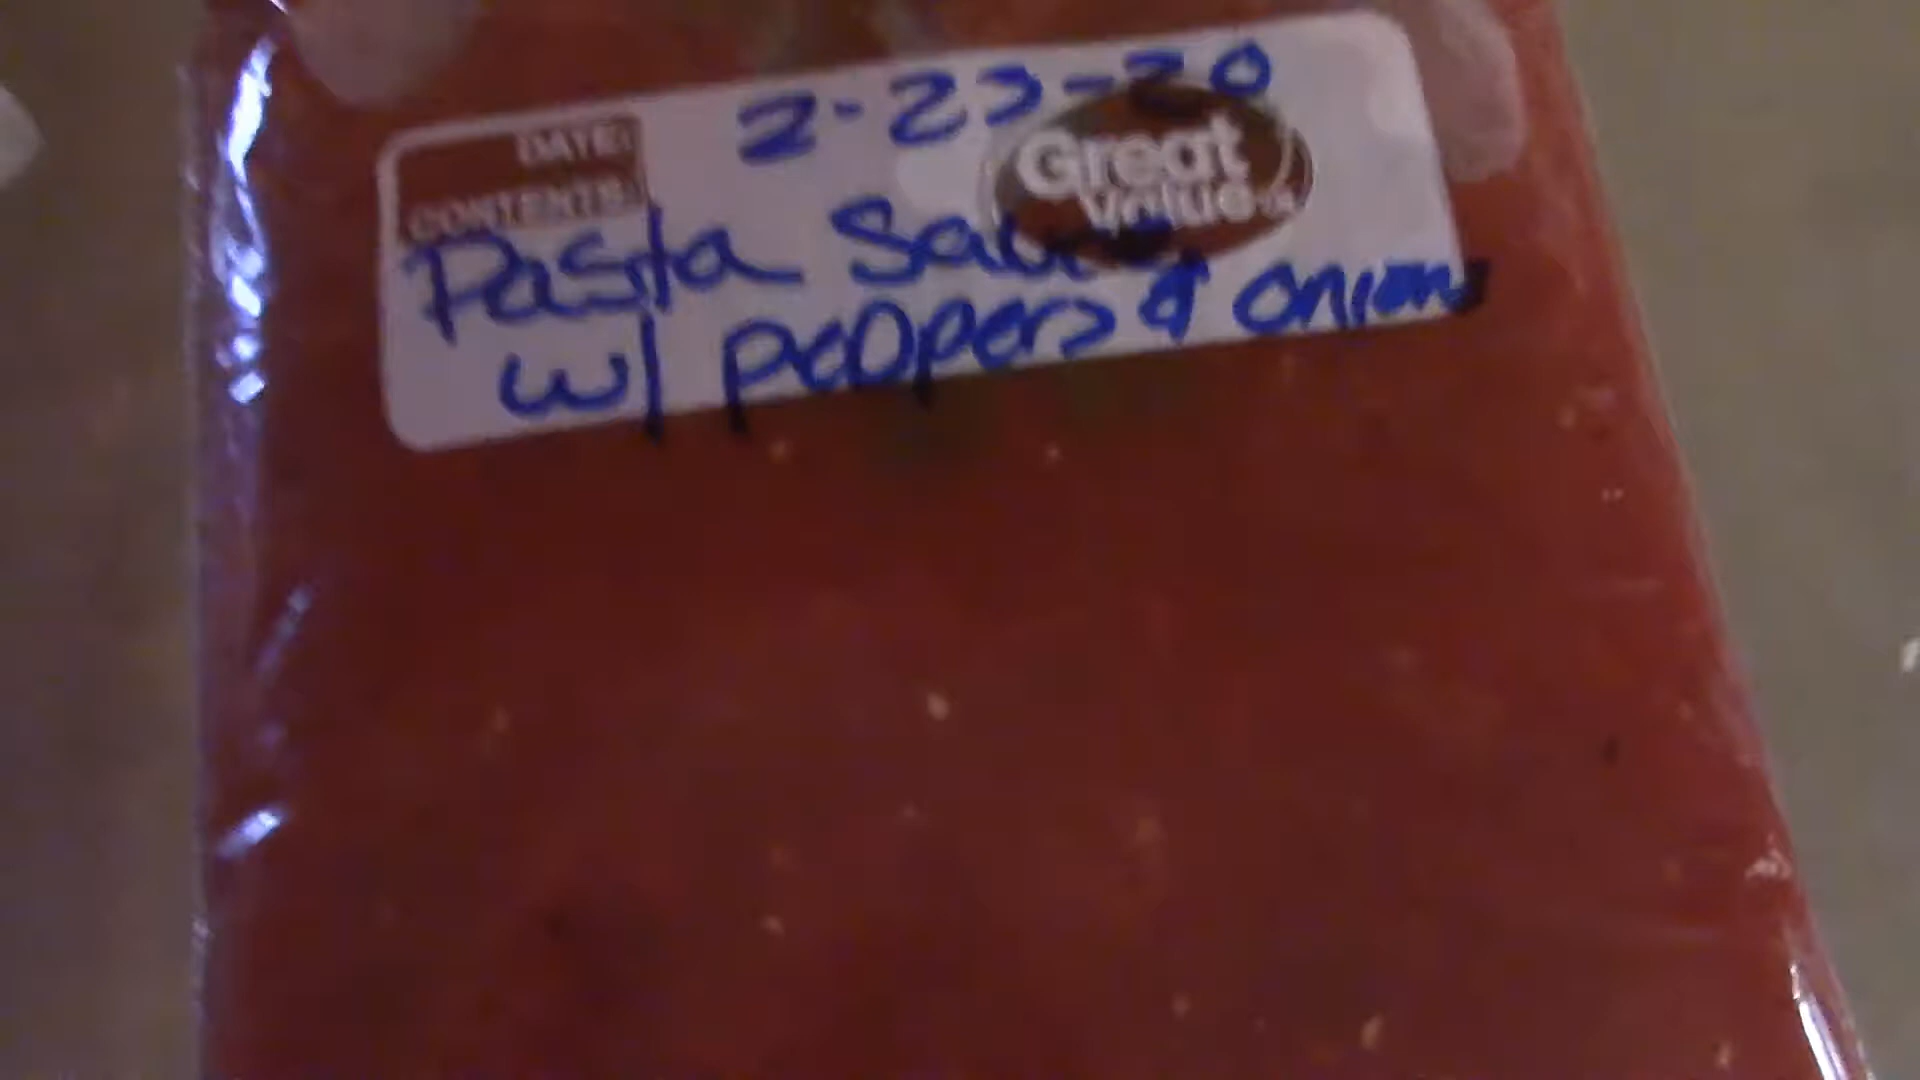 DATE: 2-23-20
Great
Value
CONTENTS:
Pasta Sauce
w/ peppers & onions